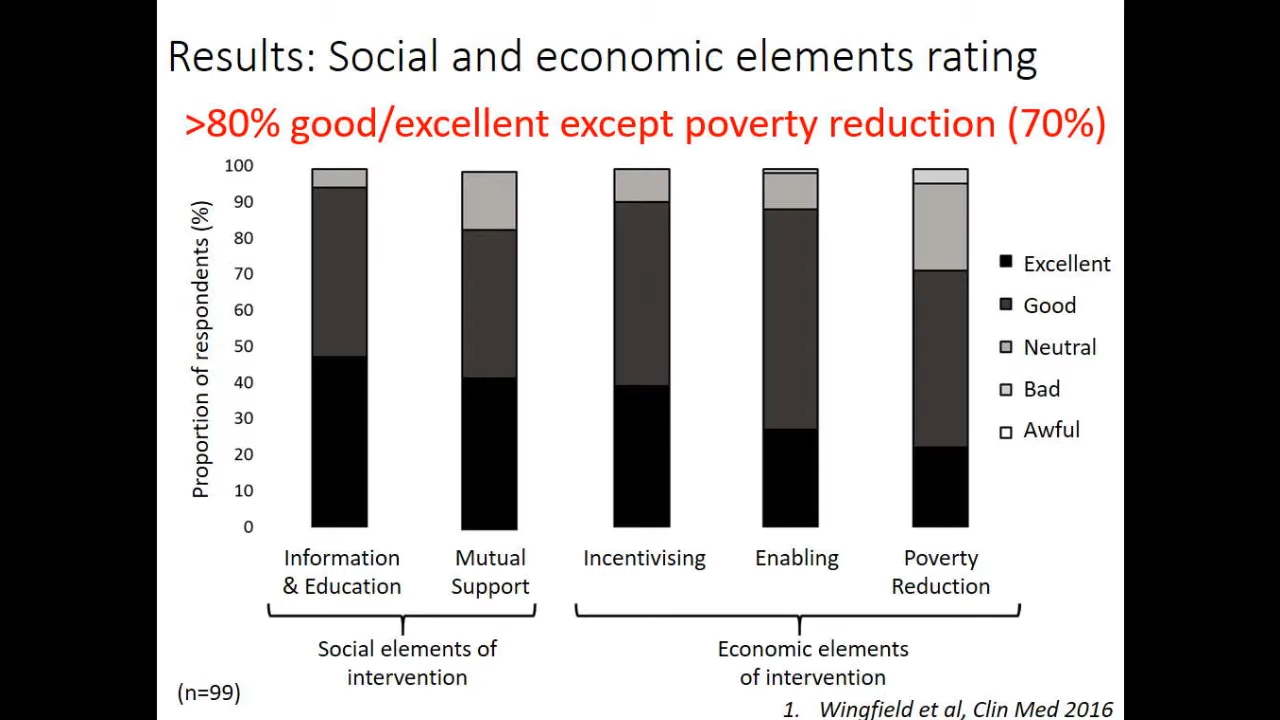 Results: Social and economic elements rating
>80% good/excellent except poverty reduction (70%)
Proportion of respondents (%)
100
90
80
70
60
50
40
30
20
10
0
Excellent
Good
Neutral
Bad
Awful
Information
& Education
Mutual
Support
Incentivising
Enabling
Poverty
Reduction
Social elements of
intervention
Economic elements
of intervention
(n=99)
1. Wingfield et al, Clin Med 2016